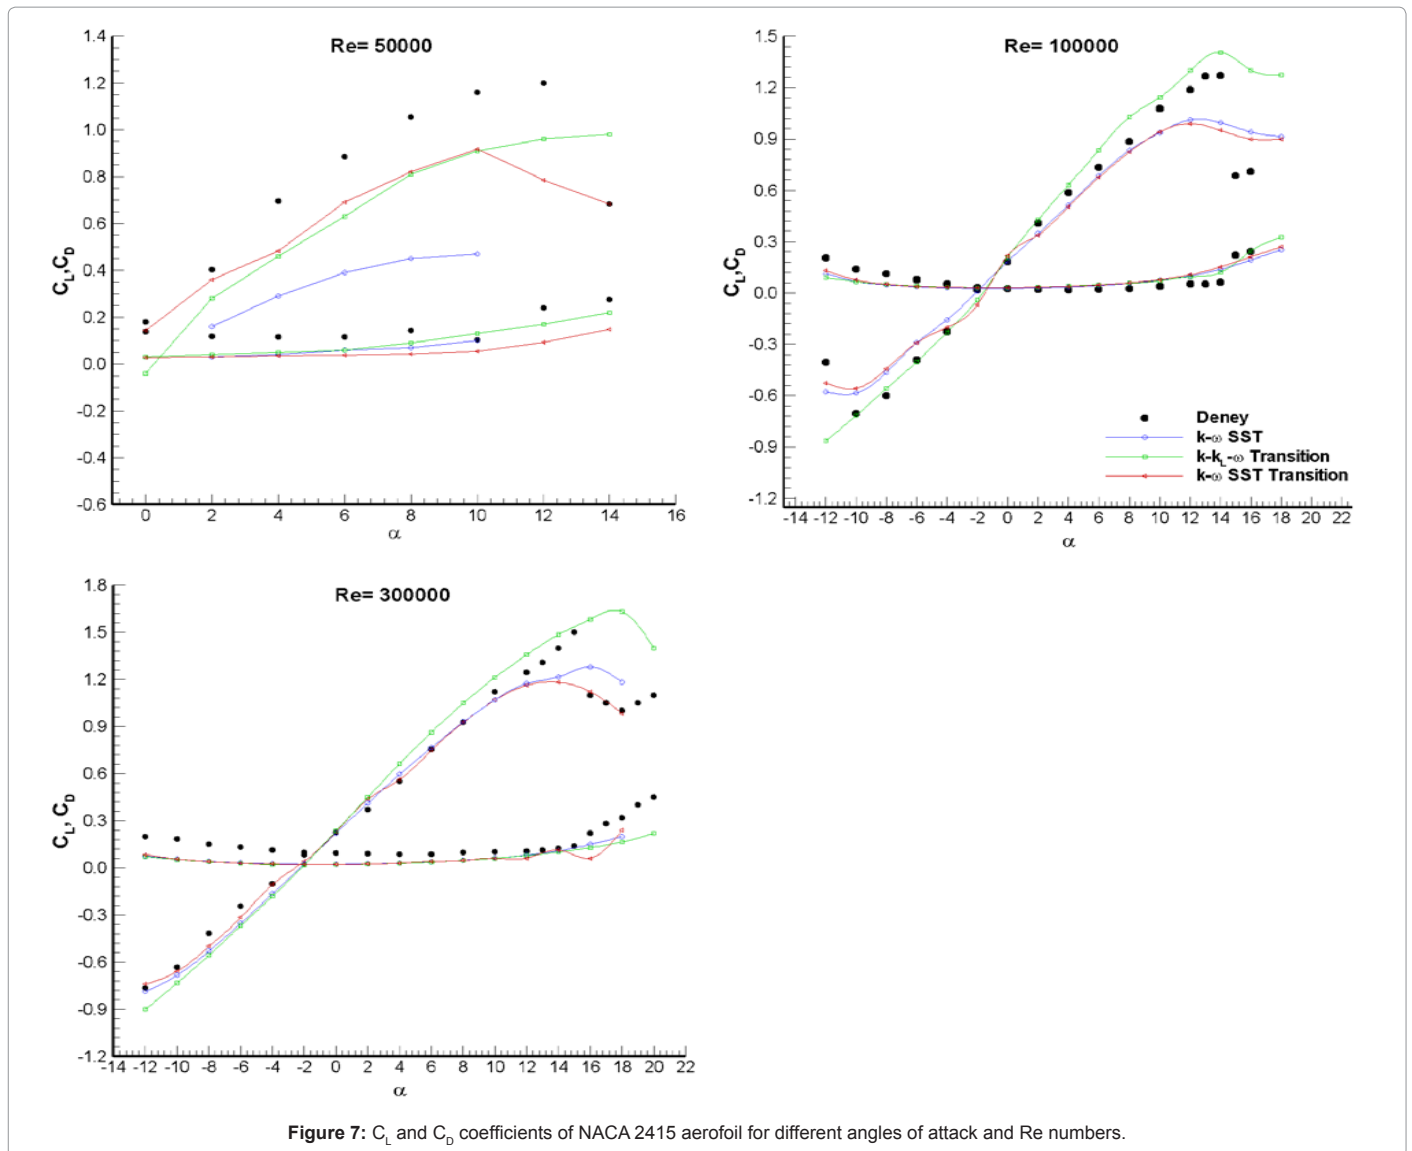 Re= 50000
1.4
1.2
1.0
0.8
0.6
0.4
0.2
0.0
-0.2
-0.4
-0.6
C_L, C_D
0 2 4 6 8 10 12 14 16
α
Re= 100000
1.5
1.2
0.9
0.6
0.3
0.0
-0.3
-0.6
-0.9
-1.2
C_L, C_D
Deney
k-ω SST
k-k_L-ω Transition
k-ω SST Transition
-14 -12 -10 -8 -6 -4 -2 0 2 4 6 8 10 12 14 16 18 20 22
α
Re= 300000
1.8
1.5
1.2
0.9
0.6
0.3
0.0
-0.3
-0.6
-0.9
-1.2
C_L, C_D
-14 -12 -10 -8 -6 -4 -2 0 2 4 6 8 10 12 14 16 18 20 22
α
Figure 7: C_L and C_D coefficients of NACA 2415 aerofoil for different angles of attack and Re numbers.